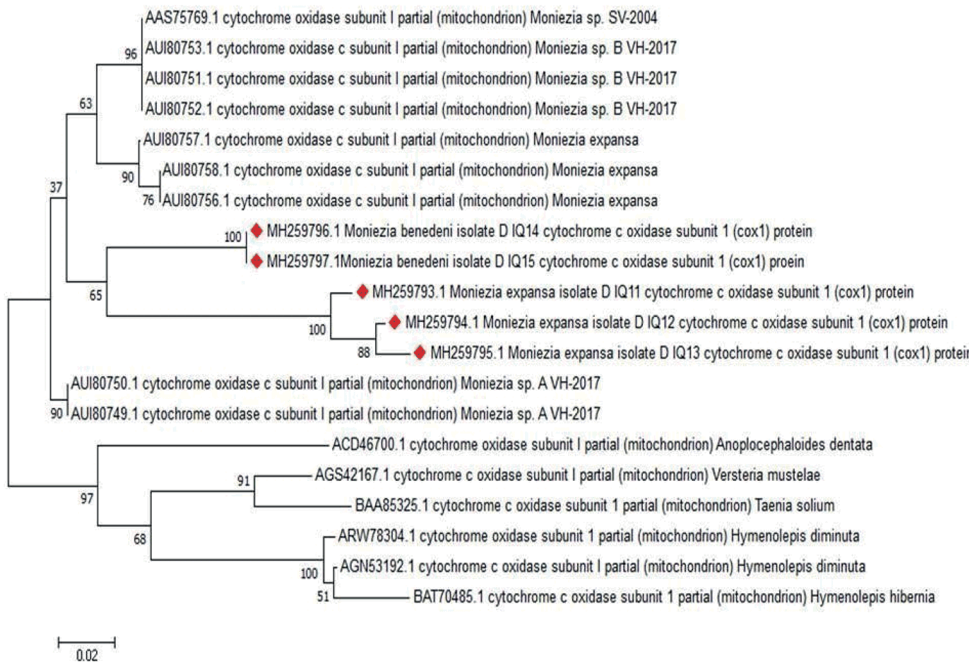 AAS75769.1 cytochrome oxidase subunit I partial (mitochondrion) Moniezia sp. SV-2004
96
AUI80753.1 cytochrome oxidase c subunit I partial (mitochondrion) Moniezia sp. B VH-2017
AUI80751.1 cytochrome oxidase c subunit I partial (mitochondrion) Moniezia sp. B VH-2017
63
AUI80752.1 cytochrome oxidase c subunit I partial (mitochondrion) Moniezia sp. B VH-2017
AUI80757.1 cytochrome oxidase c subunit I partial (mitochondrion) Moniezia expansa
90
AUI80758.1 cytochrome oxidase c subunit I partial (mitochondrion) Moniezia expansa
37
76
AUI80756.1 cytochrome oxidase c subunit I partial (mitochondrion) Moniezia expansa
100
MH259796.1 Moniezia benedeni isolate D IQ14 cytochrome c oxidase subunit 1 (cox1) protein
MH259797.1Moniezia benedeni isolate D IQ15 cytochrome c oxidase subunit 1 (cox1) proein
65
MH259793.1 Moniezia expansa isolate D IQ11 cytochrome c oxidase subunit 1 (cox1) protein
100
MH259794.1 Moniezia expansa isolate D IQ12 cytochrome c oxidase subunit 1 (cox1) protein
88
MH259795.1 Moniezia expansa isolate D IQ13 cytochrome c oxidase subunit 1 (cox1) protein
AUI80750.1 cytochrome oxidase c subunit I partial (mitochondrion) Moniezia sp. A VH-2017
90
AUI80749.1 cytochrome oxidase c subunit I partial (mitochondrion) Moniezia sp. A VH-2017
ACD46700.1 cytochrome oxidase subunit I partial (mitochondrion) Anoplocephaloides dentata
97
91
AGS42167.1 cytochrome c oxidase subunit I partial (mitochondrion) Versteria mustelae
BAA85325.1 cytochrome c oxidase subunit 1 partial (mitochondrion) Taenia solium
68
ARW78304.1 cytochrome oxidase subunit 1 partial (mitochondrion) Hymenolepis diminuta
100
AGN53192.1 cytochrome c oxidase subunit I partial (mitochondrion) Hymenolepis diminuta
51
BAT70485.1 cytochrome c oxidase subunit 1 partial (mitochondrion) Hymenolepis hibernia
0.02